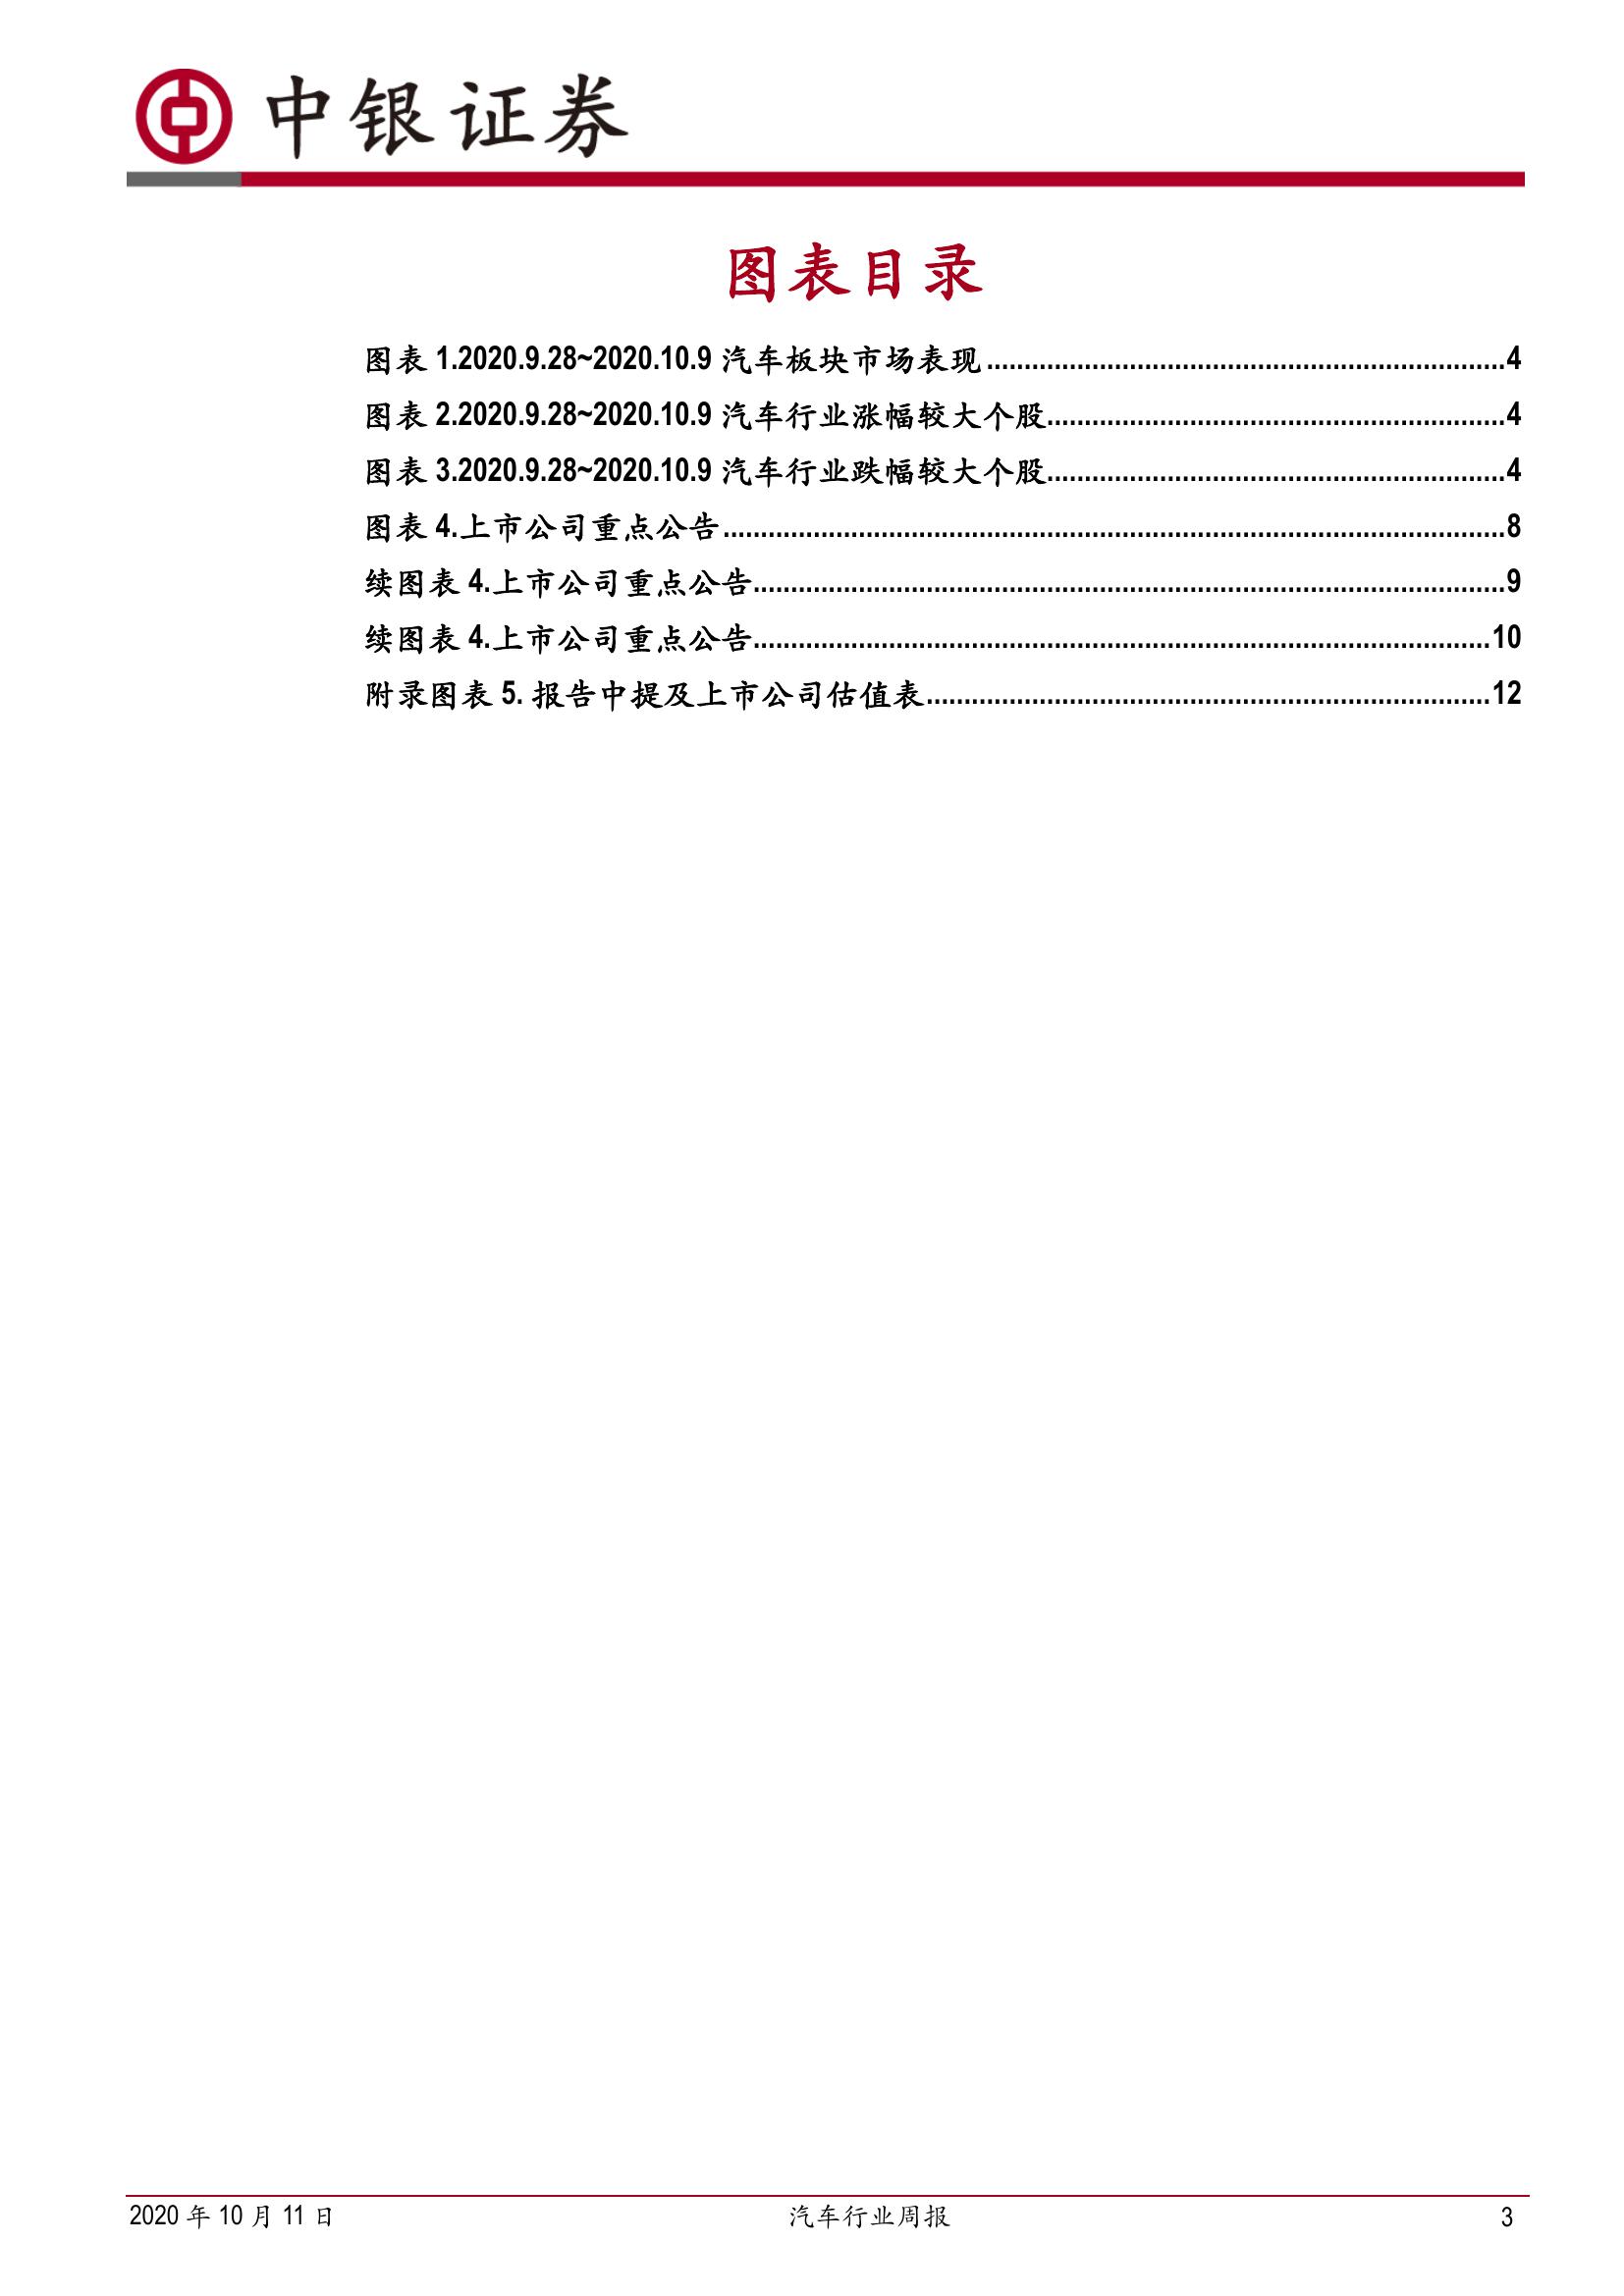 中银证券
图表目录
图表 1.2020.9.28~2020.10.9 汽车板块市场表现......................................................................4
图表 2.2020.9.28~2020.10.9 汽车行业涨幅较大个股..............................................................4
图表 3.2020.9.28~2020.10.9 汽车行业跌幅较大个股..............................................................4
图表 4.上市公司重点公告.........................................................................................................8
续图表 4.上市公司重点公告.....................................................................................................9
续图表 4.上市公司重点公告...................................................................................................10
附录图表 5. 报告中提及上市公司估值表............................................................................12
2020 年 10 月 11 日
汽车行业周报
3